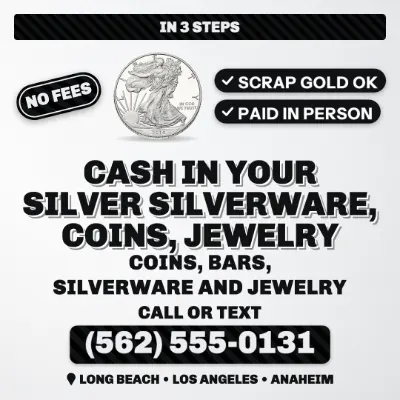 IN 3 STEPS
NO FEES
✓ SCRAP GOLD OK
✓ PAID IN PERSON
CASH IN YOUR
SILVER SILVERWARE,
COINS, JEWELRY
COINS, BARS,
SILVERWARE AND JEWELRY
CALL OR TEXT
(562) 555-0131
LONG BEACH • LOS ANGELES • ANAHEIM